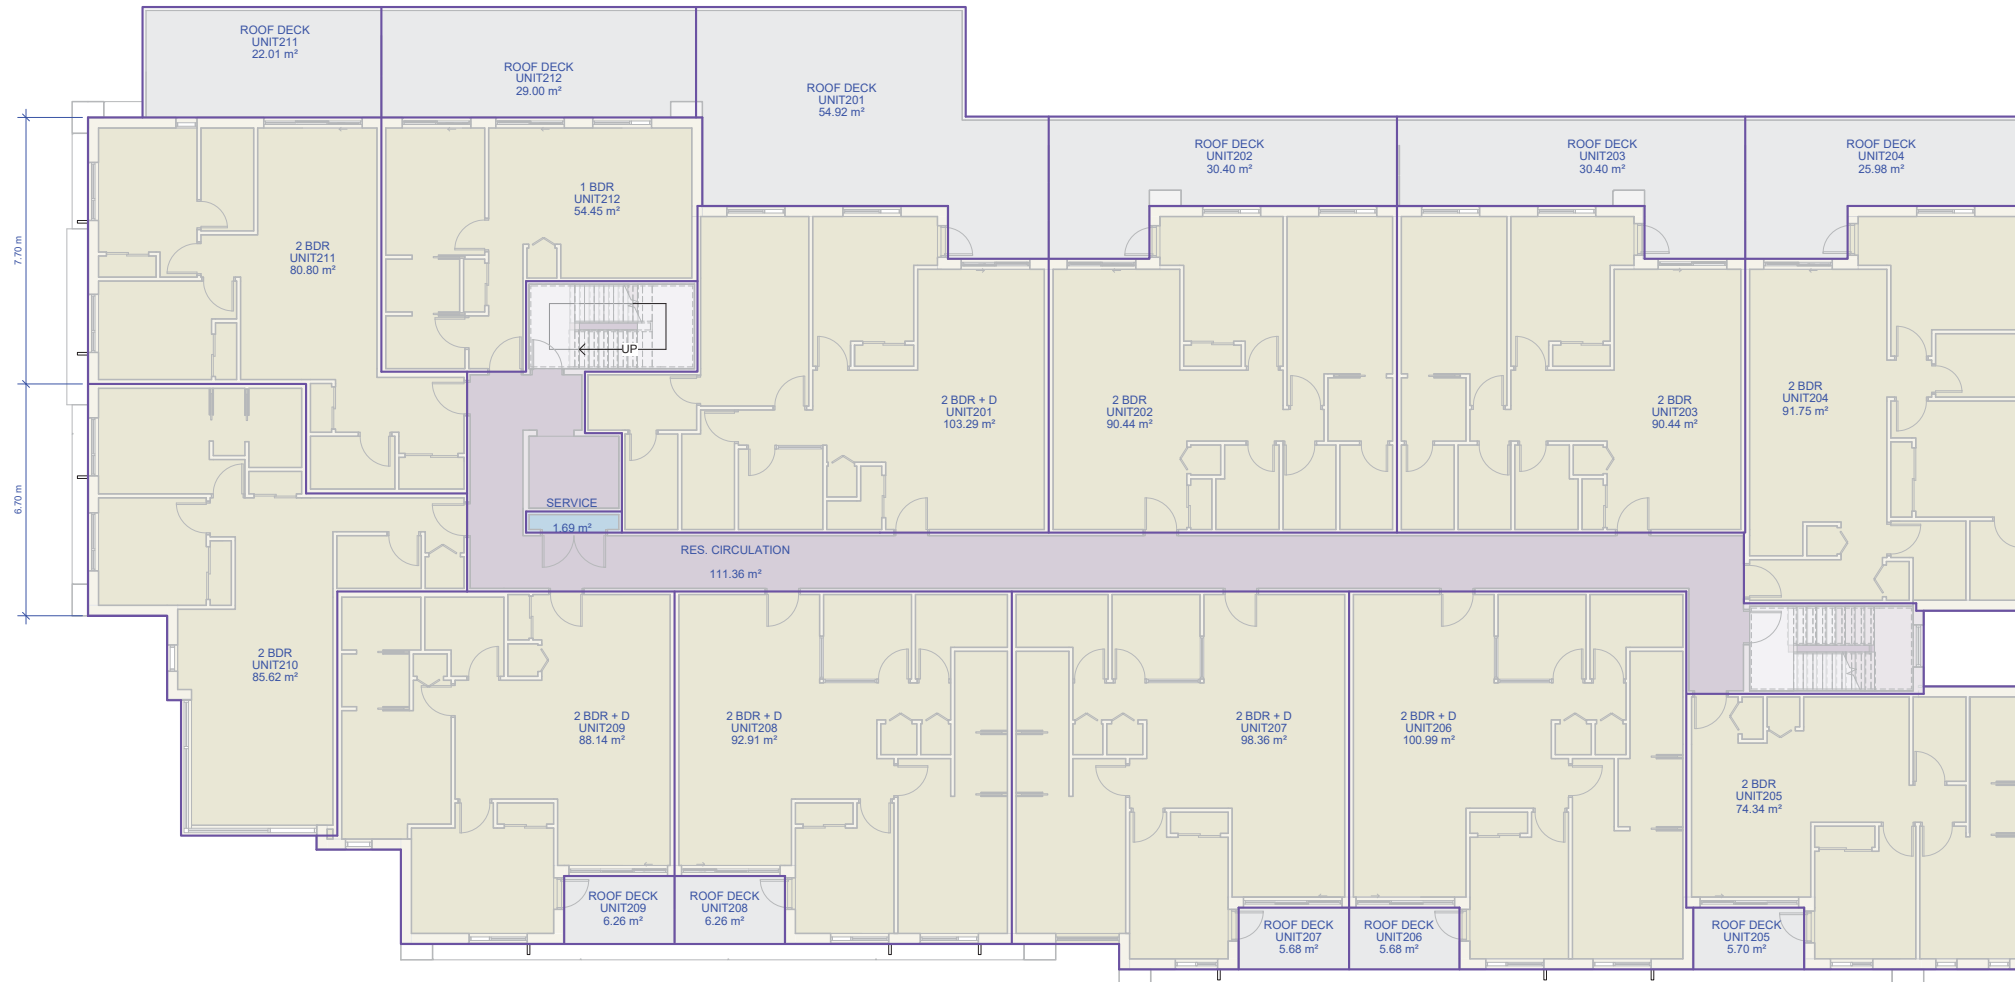 ROOF DECK
UNIT211
22.01 m²
ROOF DECK
UNIT212
29.00 m²
ROOF DECK
UNIT201
54.92 m²
ROOF DECK
UNIT202
30.40 m²
ROOF DECK
UNIT203
30.40 m²
ROOF DECK
UNIT204
25.98 m²
7.70 m
6.70 m
2 BDR
UNIT211
80.80 m²
1 BDR
UNIT212
54.45 m²
UP
2 BDR + D
UNIT201
103.29 m²
2 BDR
UNIT202
90.44 m²
2 BDR
UNIT203
90.44 m²
2 BDR
UNIT204
91.75 m²
SERVICE
1.69 m²
RES. CIRCULATION
111.36 m²
2 BDR
UNIT210
85.62 m²
2 BDR + D
UNIT209
88.14 m²
2 BDR + D
UNIT208
92.91 m²
2 BDR + D
UNIT207
98.36 m²
2 BDR + D
UNIT206
100.99 m²
2 BDR
UNIT205
74.34 m²
ROOF DECK
UNIT209
6.26 m²
ROOF DECK
UNIT208
6.26 m²
ROOF DECK
UNIT207
5.68 m²
ROOF DECK
UNIT206
5.68 m²
ROOF DECK
UNIT205
5.70 m²